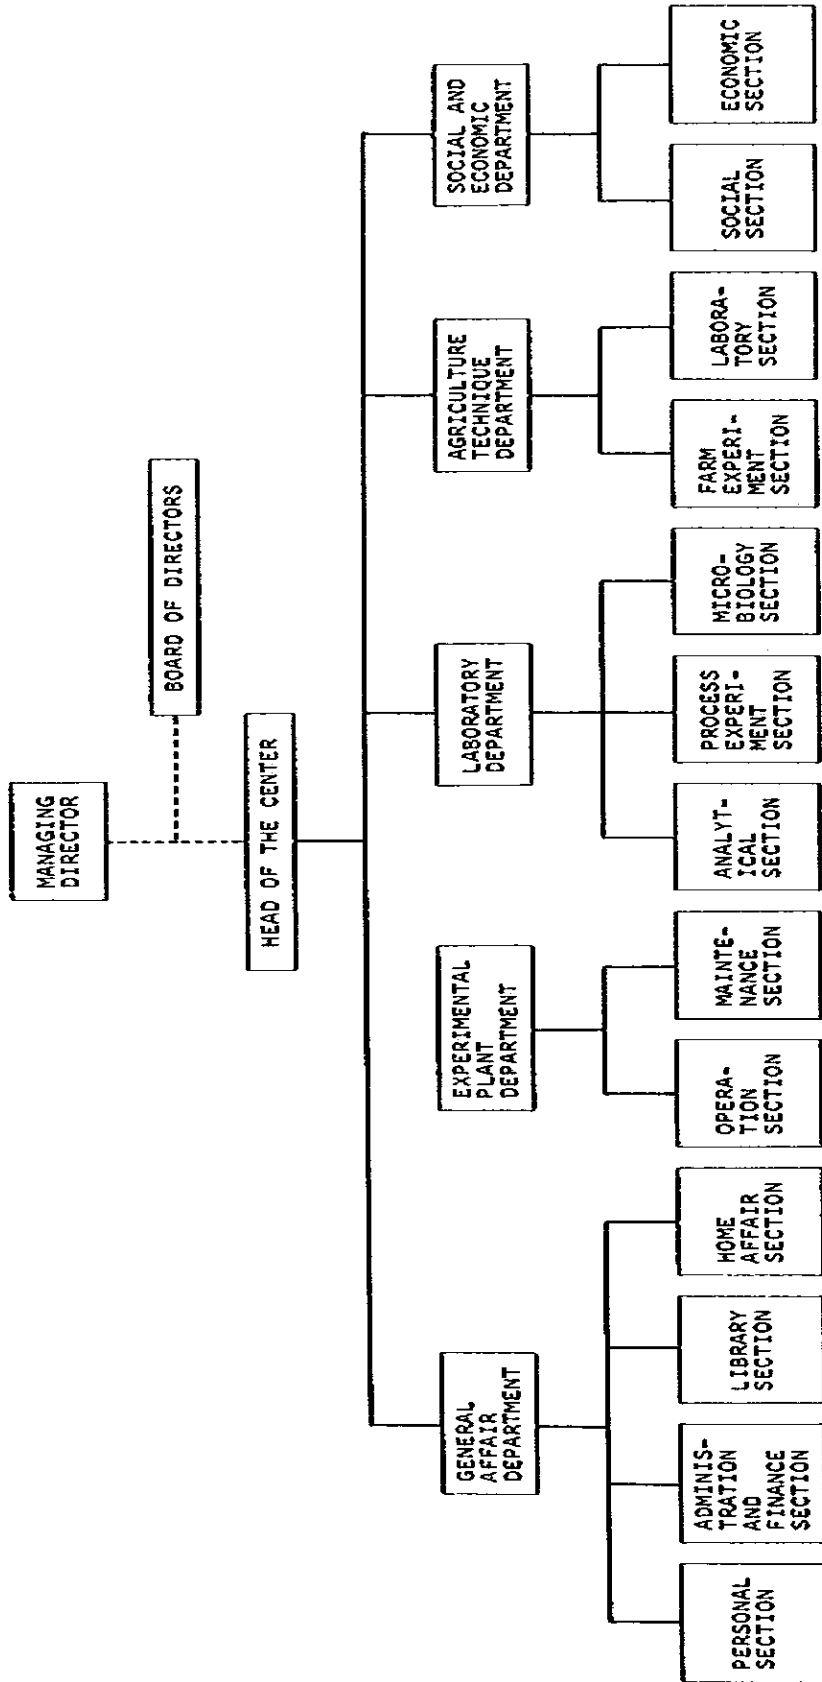 MANAGING
DIRECTOR
BOARD OF DIRECTORS
HEAD OF THE CENTER
GENERAL
AFFAIR
DEPARTMENT
EXPERIMENTAL
PLANT
DEPARTMENT
LABORATORY
DEPARTMENT
AGRICULTURE
TECHNIQUE
DEPARTMENT
SOCIAL AND
ECONOMIC
DEPARTMENT
PERSONAL
SECTION
ADMINIS-
TRATION
AND
FINANCE
SECTION
LIBRARY
SECTION
HOME
AFFAIR
SECTION
OPERA-
TION
SECTION
MAINTE-
NANCE
SECTION
ANALYT-
ICAL
SECTION
PROCESS
EXPERI-
MENT
SECTION
MICRO-
BIOLOGY
SECTION
FARM
EXPERI-
MENT
SECTION
LABORA-
TORY
SECTION
SOCIAL
SECTION
ECONOMIC
SECTION